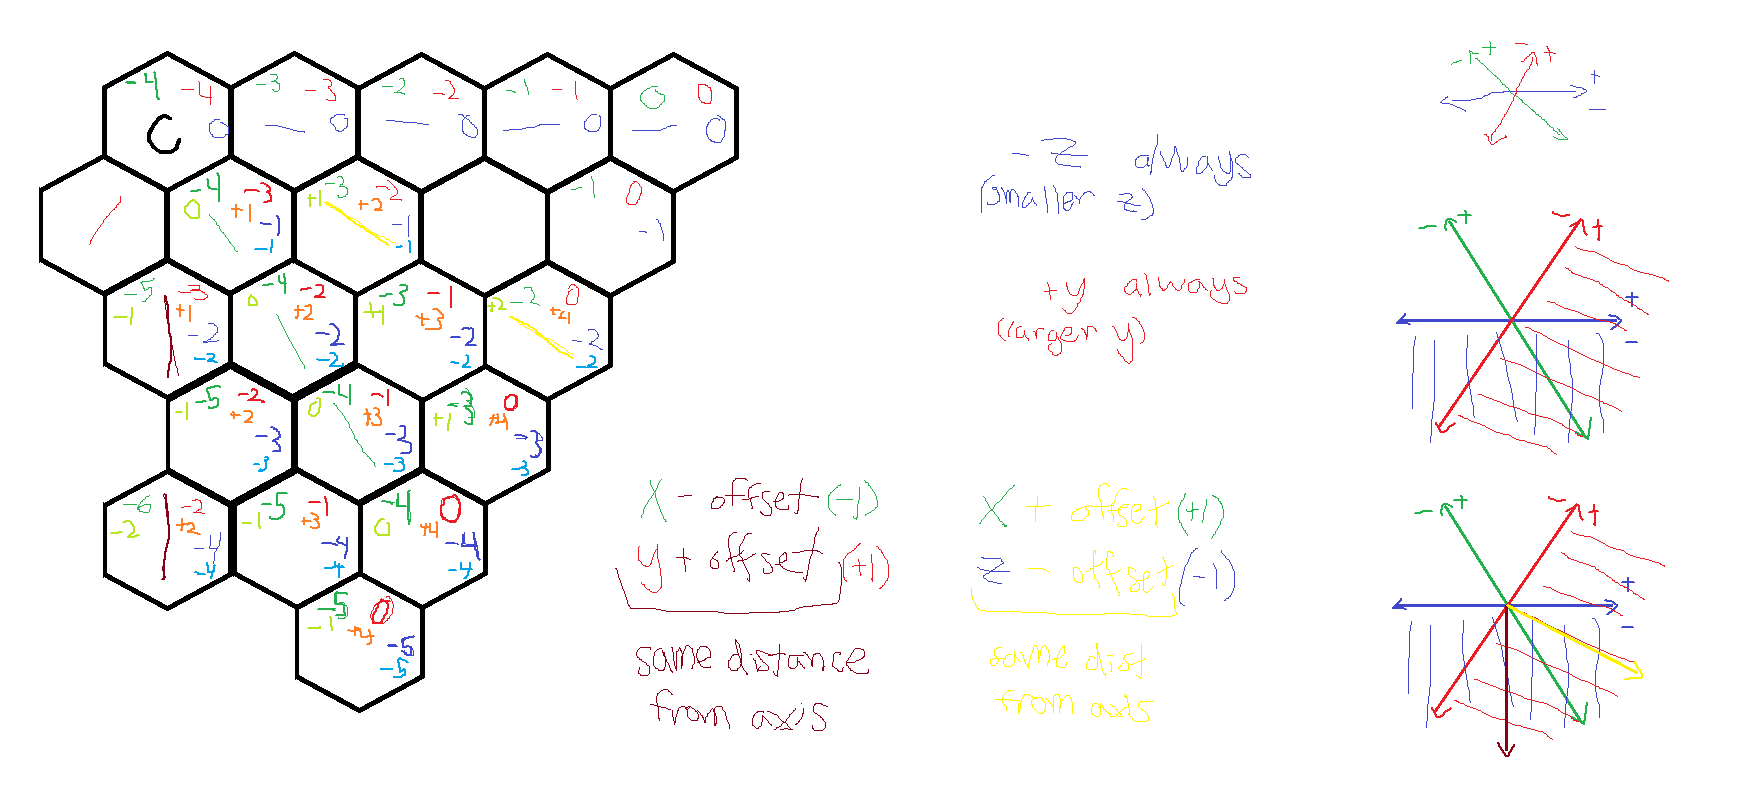 -4 -4 -3 -3 -2 -2 -1 -1 0 0
C 0 0 0 0 0
-4 -3 -3 -2 -1 0
0 +1 -1 +1 +2 -1 -1
-1 -1
-5 -3 -4 -2 -3 -1 -2 0
-1 +1 -2 0 +2 -2 +1 +3 -2 +2 +4 -2
-2 -2 -2 -2
-5 -2 -4 -1 -3 0
-1 +2 -3 0 +3 -3 +1 +4 -3
-3 -3 -3
-6 -2 -5 -1 -4 0
-2 +2 -4 -1 +3 -4 0 +4 -4
-4 -4 -4
-5 0
-1 +4 -5
-5
-z always
(smaller z)
+y always
(larger y)
x - offset (-1)
y + offset (+1)
same distance
from axis
x + offset (+1)
z - offset (-1)
same dist
from axis
- + - +
+
-
- + - +
+
-
- + - +
+
-